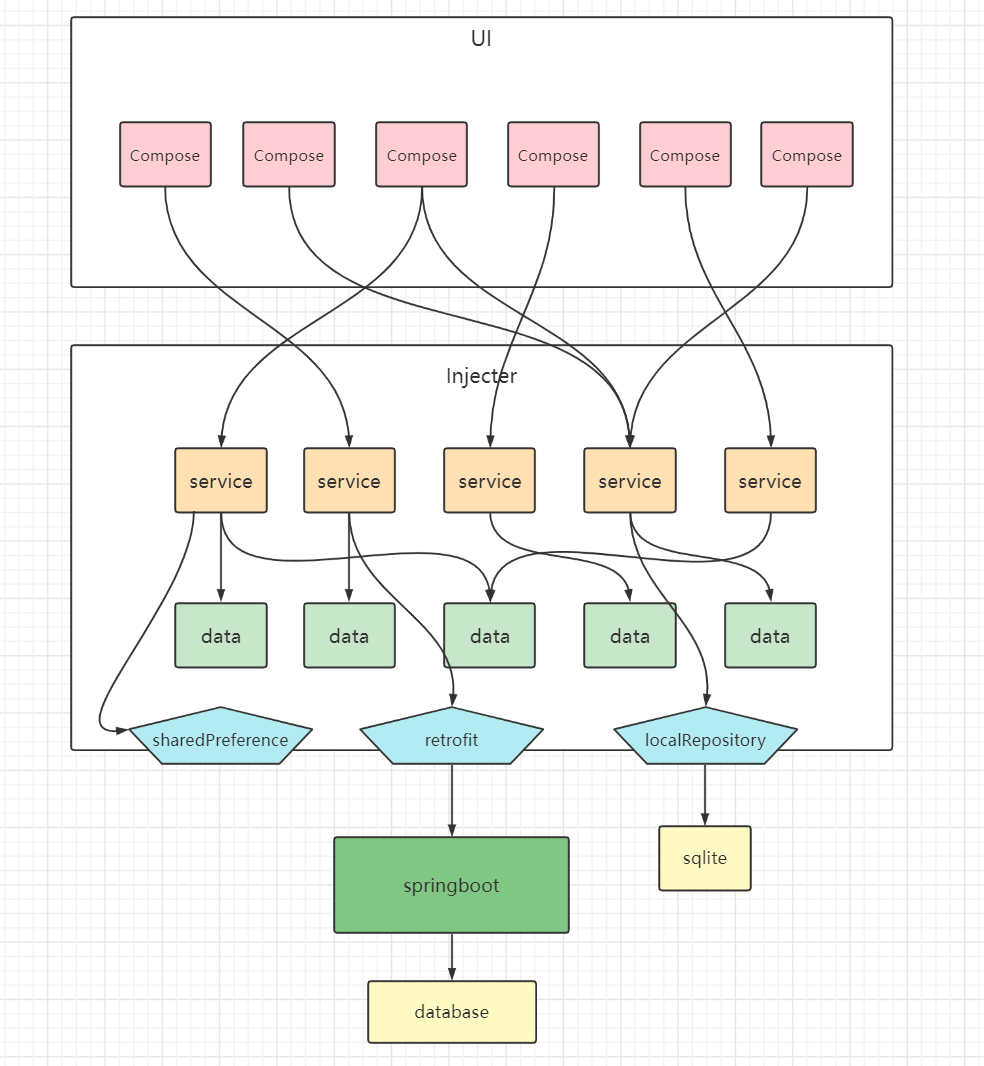 UI
Compose
Compose
Compose
Compose
Compose
Compose
Injecter
service
service
service
service
service
data
data
data
data
data
sharedPreference
retrofit
localRepository
springboot
sqlite
database